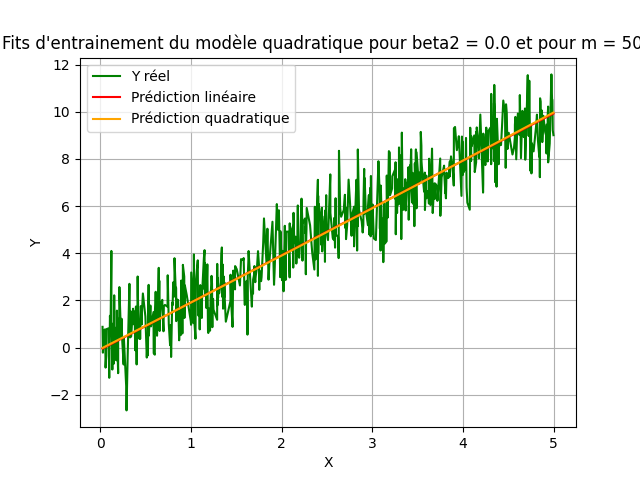 Fits d'entrainement du modèle quadratique pour beta2 = 0.0 et pour m = 50
Y réel
Prédiction linéaire
Prédiction quadratique
12
10
8
6
4
2
0
−2
Y
0 1 2 3 4 5
X